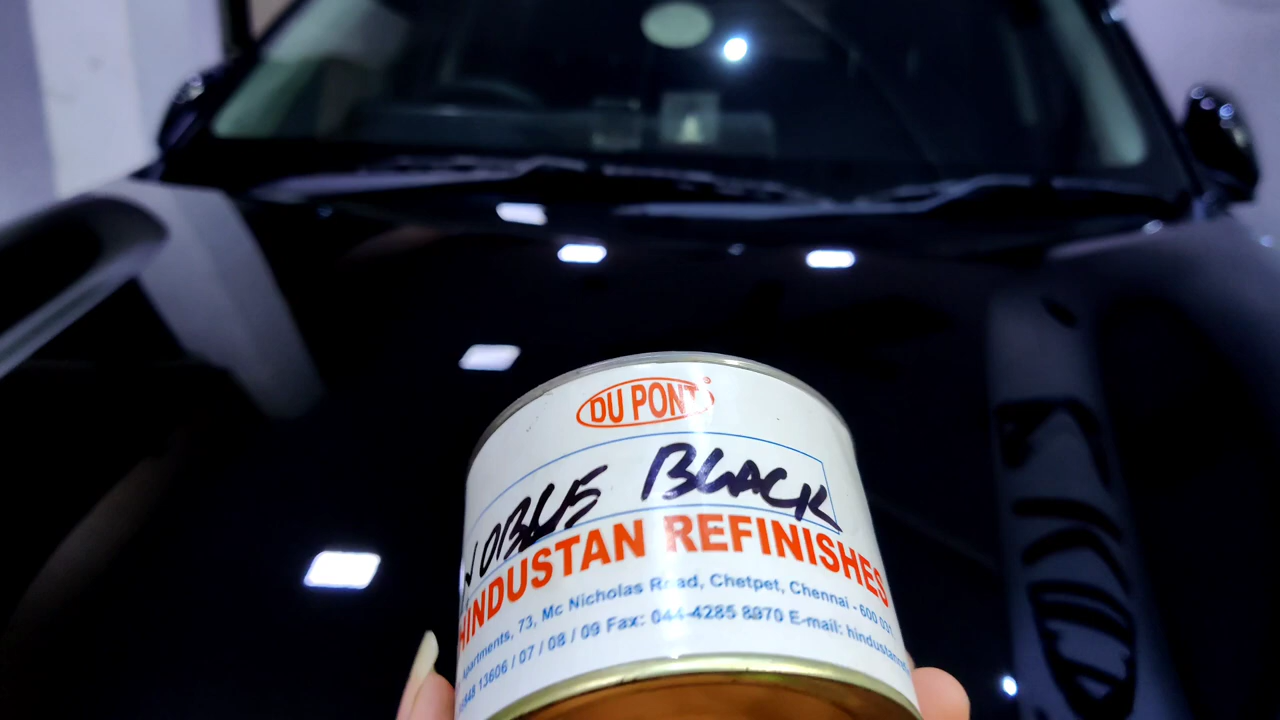 DU PONT®
NOBLE BLACK
HINDUSTAN REFINISHES
Apartments, 73, Mc Nicholas Road, Chetpet, Chennai - 600 031
13606 / 07 / 08 / 09 Fax: 044-4285 8970 E-mail: